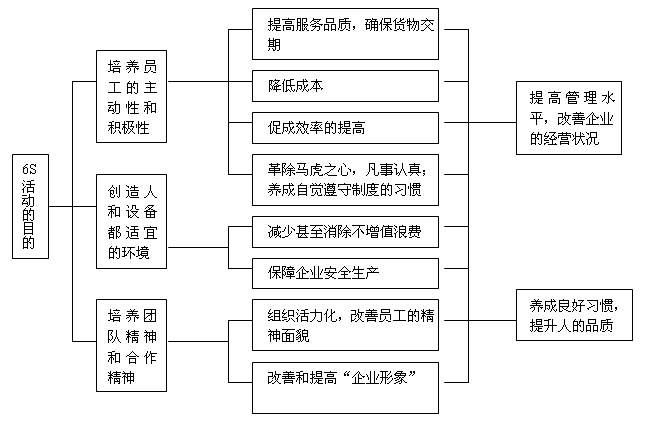 6S
活动的目的
培养员
工的主
动性和
积极性
创造人
和设备
都适宜
的环境
培养团
队精神
和合作
精神
提高服务品质，确保货物交
期
降低成本
促成效率的提高
革除马虎之心，凡事认真；
养成自觉遵守制度的习惯
减少甚至消除不增值浪费
保障企业安全生产
组织活力化，改善员工的精
神面貌
改善和提高“企业形象”
提高管理水
平，改善企业
的经营状况
养成良好习惯，
提升人的品质